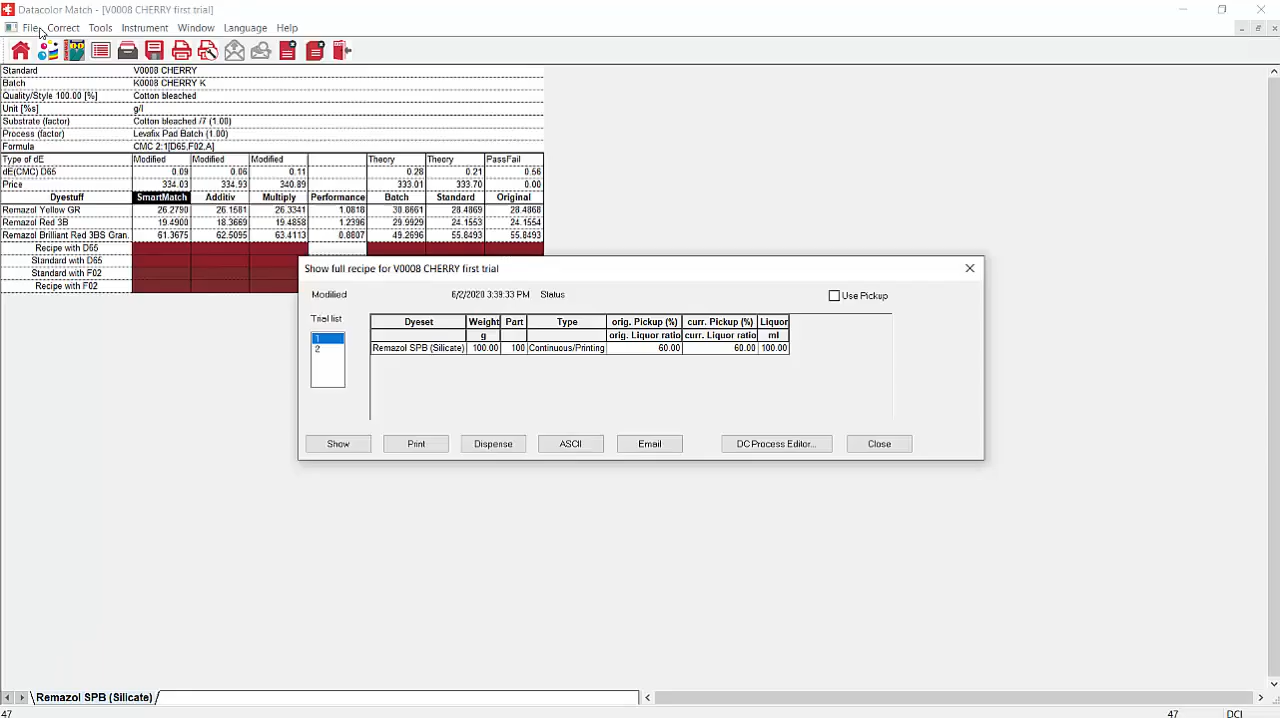 Datacolor Match - [V0008 CHERRY first trial]
File Correct Tools Instrument Window Language Help
Standard V0008 CHERRY
Batch K0008 CHERRY K
Quality/Style 100.00 [%] Cotton bleached
Unit [%s] g/l
Substrate (factor) Cotton bleached /7 (1.00)
Process (factor) Levafix Pad Batch (1.00)
Formula CMC 2:1[D65,F02,A]
Type of dE Modified Modified Modified Theory Theory PassFail
dE(CMC) D65 0.09 0.06 0.11 0.28 0.21 0.56
Price 334.03 334.93 340.89 333.01 333.70 0.00
Dyestuff SmartMatch Additiv Multiply Performance Batch Standard Original
Remazol Yellow GR 26.2790 26.1581 26.3341 1.0818 30.8661 28.4869 28.4868
Remazol Red 3B 19.4900 18.3669 19.4858 1.2396 29.9929 24.1553 24.1554
Remazol Brilliant Red 3BS Gran. 61.3675 62.5095 63.4113 0.8807 49.2696 55.8493 55.8493
Recipe with D65
Standard with D65
Standard with F02
Recipe with F02
Show full recipe for V0008 CHERRY first trial
Modified 6/2/2020 3:39:33 PM Status Use Pickup
Trial list
1
2
Dyeset Weight Part Type orig. Pickup (%) curr. Pickup (%) Liquor
g orig. Liquor ratio curr. Liquor ratio ml
Remazol SPB (Silicate) 100.00 100 Continuous/Printing 60.00 60.00 100.00
Show Print Dispense ASCII Email DC Process Editor... Close
Remazol SPB (Silicate)
47 47 DCI